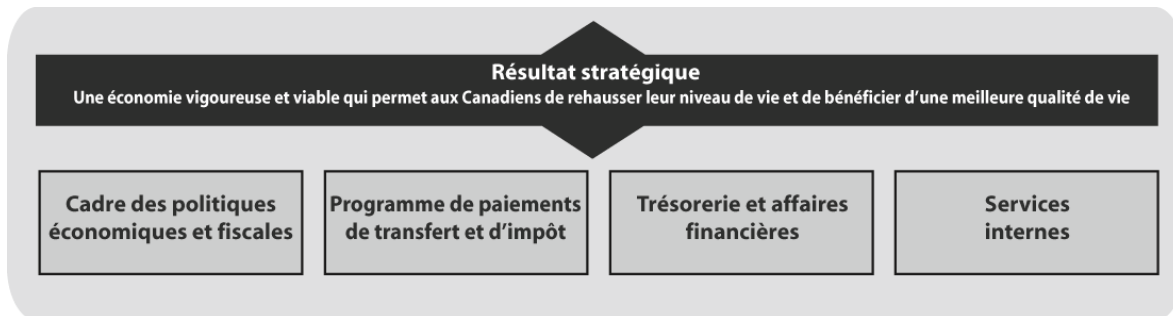 Résultat stratégique
Une économie vigoureuse et viable qui permet aux Canadiens de rehausser leur niveau de vie et de bénéficier d’une meilleure qualité de vie
Cadre des politiques
économiques et fiscales
Programme de paiements
de transfert et d’impôt
Trésorerie et affaires
financières
Services
internes